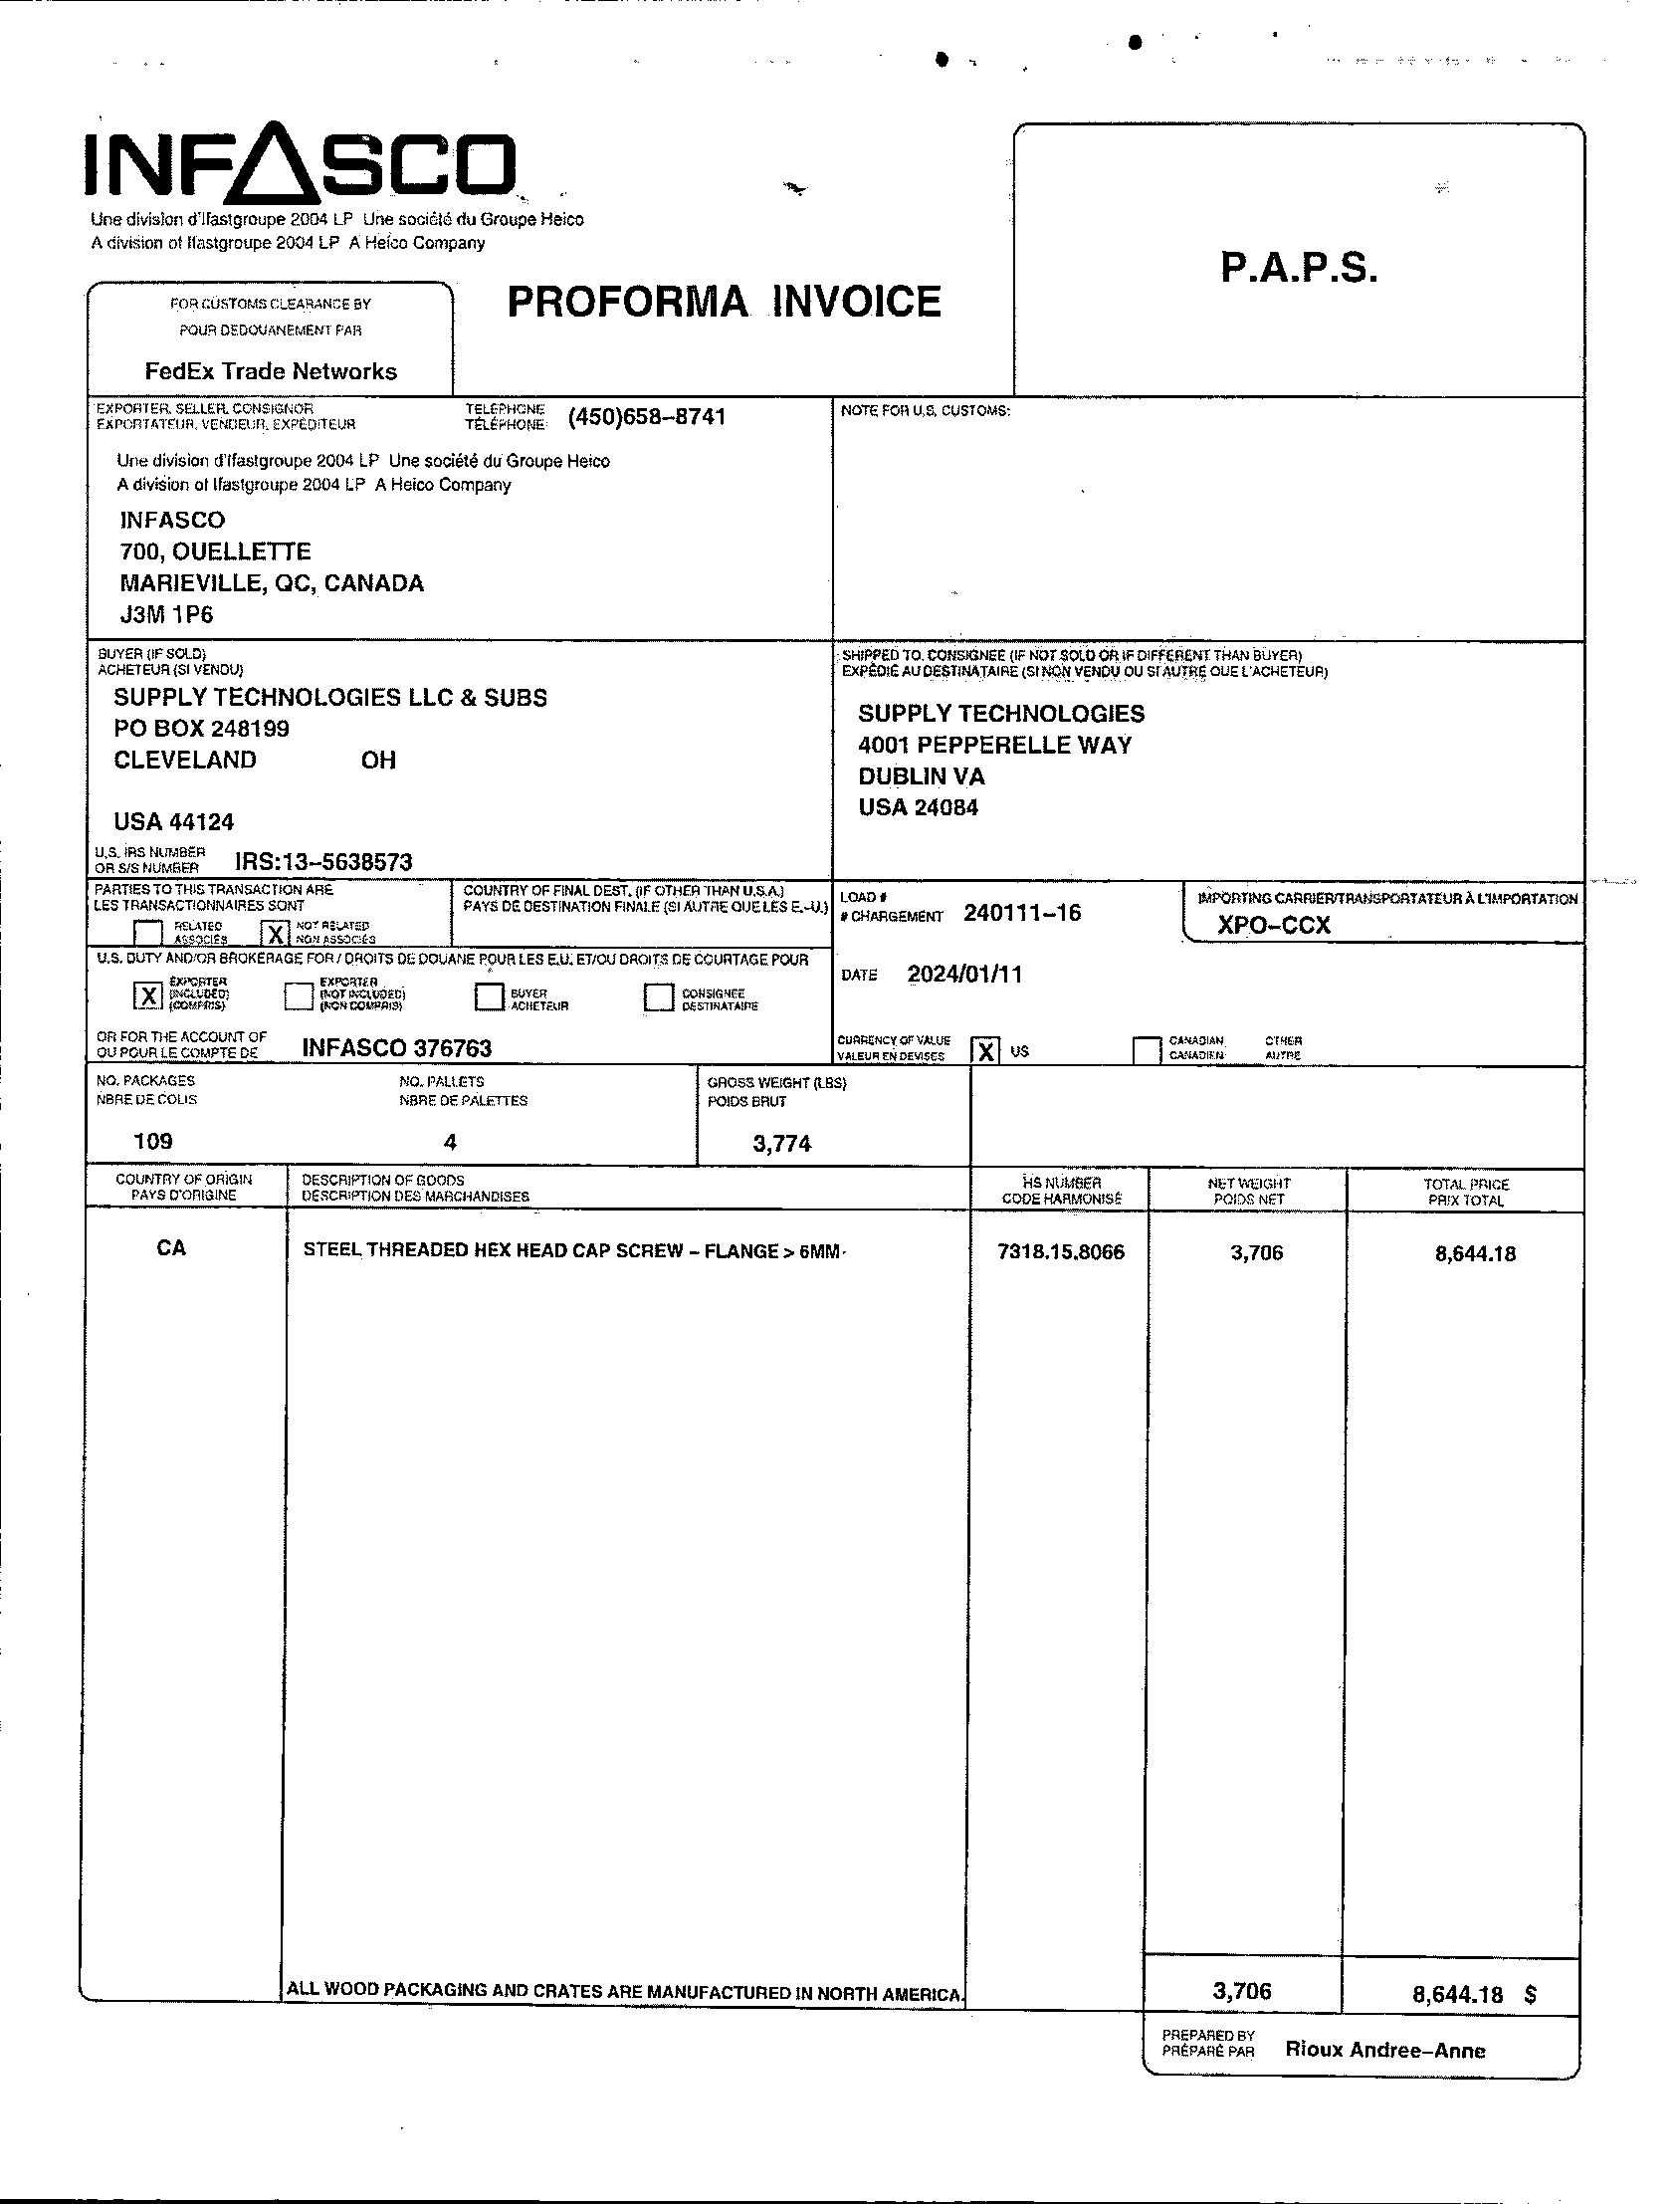 INFASCO
Une division d'Ifastgroupe 2004 LP Une société du Groupe Heico
A division of Ifastgroupe 2004 LP A Heico Company
P.A.P.S.
PROFORMA INVOICE
FOR CUSTOMS CLEARANCE BY
POUR DEDOUANEMENT PAR
FedEx Trade Networks
EXPORTER, SELLER, CONSIGNOR
EXPORTATEUR, VENDEUR, EXPÉDITEUR
TELEPHONE
TÉLÉPHONE
(450)658-8741
NOTE FOR U.S. CUSTOMS:
Une division d'Ifastgroupe 2004 LP Une société du Groupe Heico
A division of Ifastgroupe 2004 LP A Heico Company
INFASCO
700, OUELLETTE
MARIEVILLE, QC, CANADA
J3M 1P6
BUYER (IF SOLD)
ACHETEUR (SI VENDU)
SUPPLY TECHNOLOGIES LLC & SUBS
PO BOX 248199
CLEVELAND OH
USA 44124
U.S. IRS NUMBER
OR S/S NUMBER
IRS:13-5638573
SHIPPED TO, CONSIGNEE (IF NOT SOLD OR IF DIFFERENT THAN BUYER)
EXPÉDIÉ AU DESTINATAIRE (SI NON VENDU OU SI AUTRE QUE L'ACHETEUR)
SUPPLY TECHNOLOGIES
4001 PEPPERELLE WAY
DUBLIN VA
USA 24084
PARTIES TO THIS TRANSACTION ARE
LES TRANSACTIONNAIRES SONT
RELATED
ASSOCIÉS
X NOT RELATED
NON ASSOCIÉS
COUNTRY OF FINAL DEST. (IF OTHER THAN U.S.A.)
PAYS DE DESTINATION FINALE (SI AUTRE QUE LES E.-U.)
LOAD #
# CHARGEMENT
240111-16
IMPORTING CARRIER/TRANSPORTATEUR À L'IMPORTATION
XPO-CCX
U.S. DUTY AND/OR BROKERAGE FOR / DROITS DE DOUANE POUR LES E.U. ET/OU DROITS DE COURTAGE POUR
X EXPORTER
(INCLUDED)
(COMPRIS)
EXPORTER
(NOT INCLUDED)
(NON COMPRIS)
BUYER
ACHETEUR
CONSIGNEE
DESTINATAIRE
DATE 2024/01/11
OR FOR THE ACCOUNT OF
OU POUR LE COMPTE DE
INFASCO 376763
CURRENCY OF VALUE
VALEUR EN DEVISES
X US
CANADIAN
CANADIEN
OTHER
AUTRE
NO. PACKAGES
NBRE DE COLIS
109
NO. PALLETS
NBRE DE PALETTES
4
GROSS WEIGHT (LBS)
POIDS BRUT
3,774
COUNTRY OF ORIGIN
PAYS D'ORIGINE
DESCRIPTION OF GOODS
DESCRIPTION DES MARCHANDISES
HS NUMBER
CODE HARMONISÉ
NET WEIGHT
POIDS NET
TOTAL PRICE
PRIX TOTAL
CA STEEL THREADED HEX HEAD CAP SCREW - FLANGE > 6MM 7318.15.8066 3,706 8,644.18
ALL WOOD PACKAGING AND CRATES ARE MANUFACTURED IN NORTH AMERICA.
3,706 8,644.18 $
PREPARED BY
PRÉPARÉ PAR
Rioux Andree-Anne